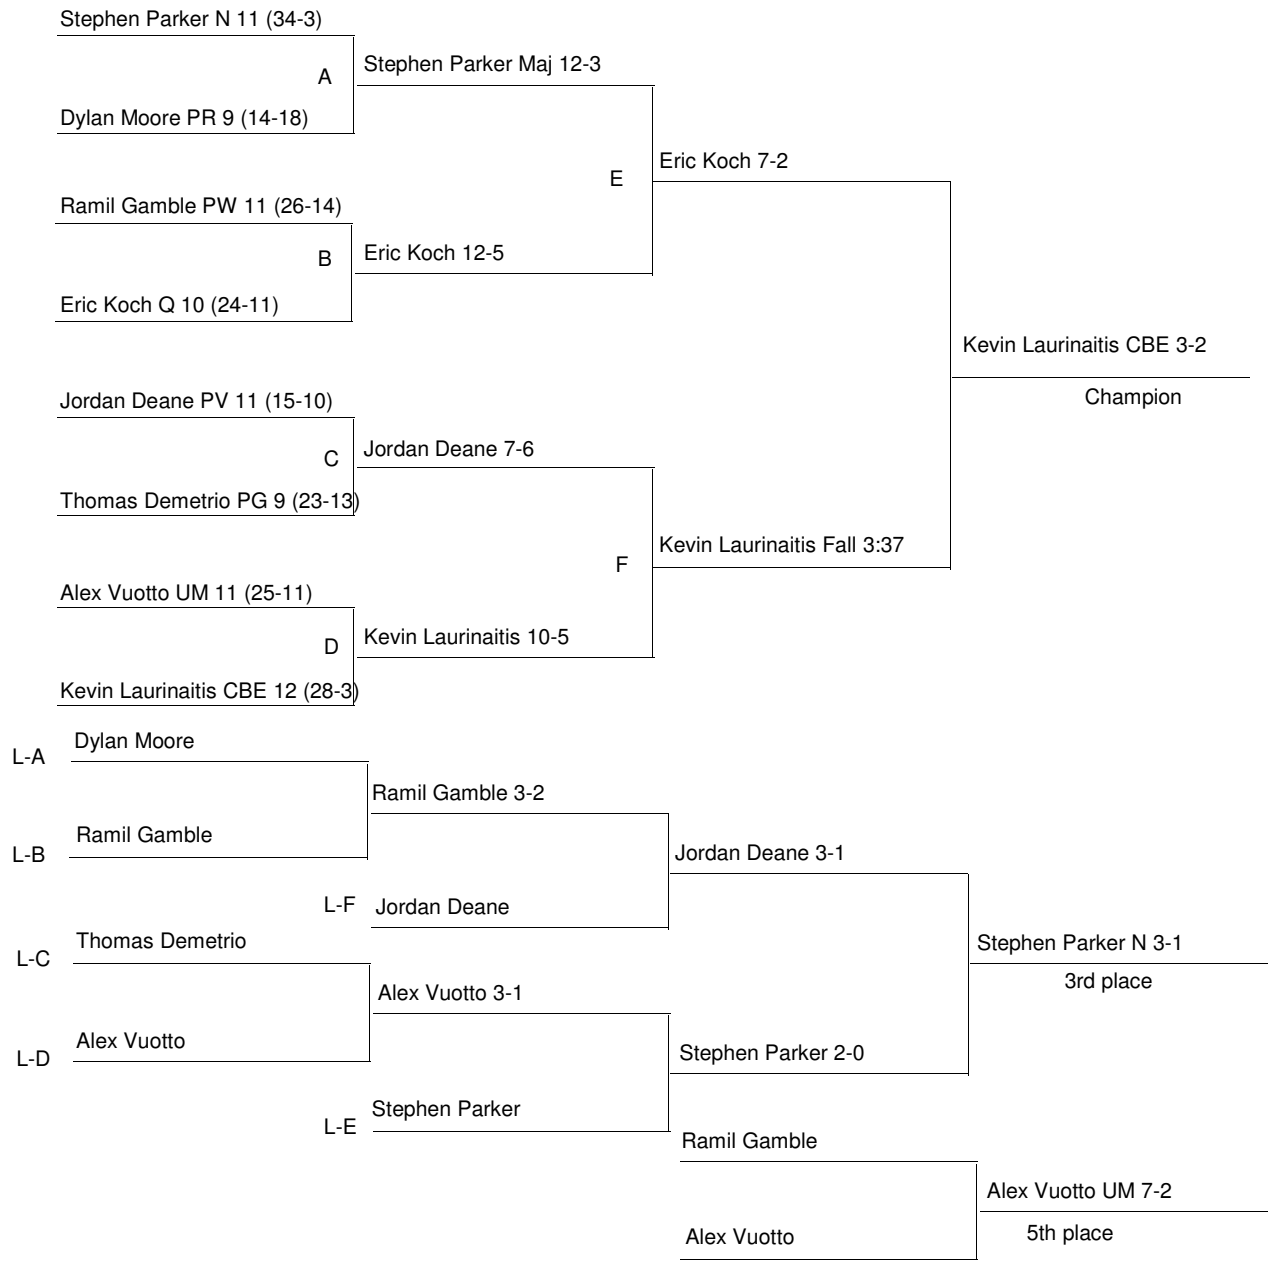 Stephen Parker N 11 (34-3)
A
Stephen Parker Maj 12-3
Dylan Moore PR 9 (14-18)
E
Eric Koch 7-2
Ramil Gamble PW 11 (26-14)
B
Eric Koch 12-5
Eric Koch Q 10 (24-11)
Kevin Laurinaitis CBE 3-2
Champion
Jordan Deane PV 11 (15-10)
C
Jordan Deane 7-6
Thomas Demetrio PG 9 (23-13)
F
Kevin Laurinaitis Fall 3:37
Alex Vuotto UM 11 (25-11)
D
Kevin Laurinaitis 10-5
Kevin Laurinaitis CBE 12 (28-3)
L-A
Dylan Moore
Ramil Gamble 3-2
L-B
Ramil Gamble
Jordan Deane 3-1
L-F
Jordan Deane
L-C
Thomas Demetrio
Stephen Parker N 3-1
3rd place
Alex Vuotto 3-1
L-D
Alex Vuotto
Stephen Parker 2-0
L-E
Stephen Parker
Ramil Gamble
Alex Vuotto UM 7-2
5th place
Alex Vuotto